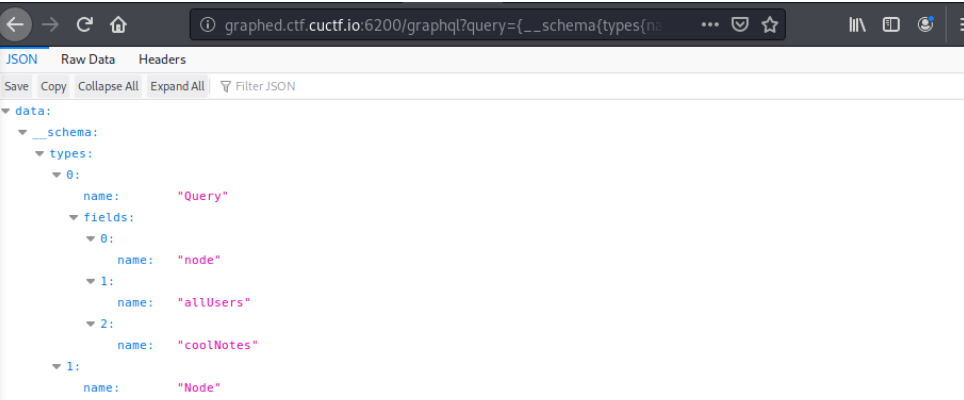 graphed.ctf.cuctf.io:6200/graphql?query={__schema{types{na
JSON Raw Data Headers
Save Copy Collapse All Expand All Filter JSON
data:
__schema:
types:
0:
name: "Query"
fields:
0:
name: "node"
1:
name: "allUsers"
2:
name: "coolNotes"
1:
name: "Node"